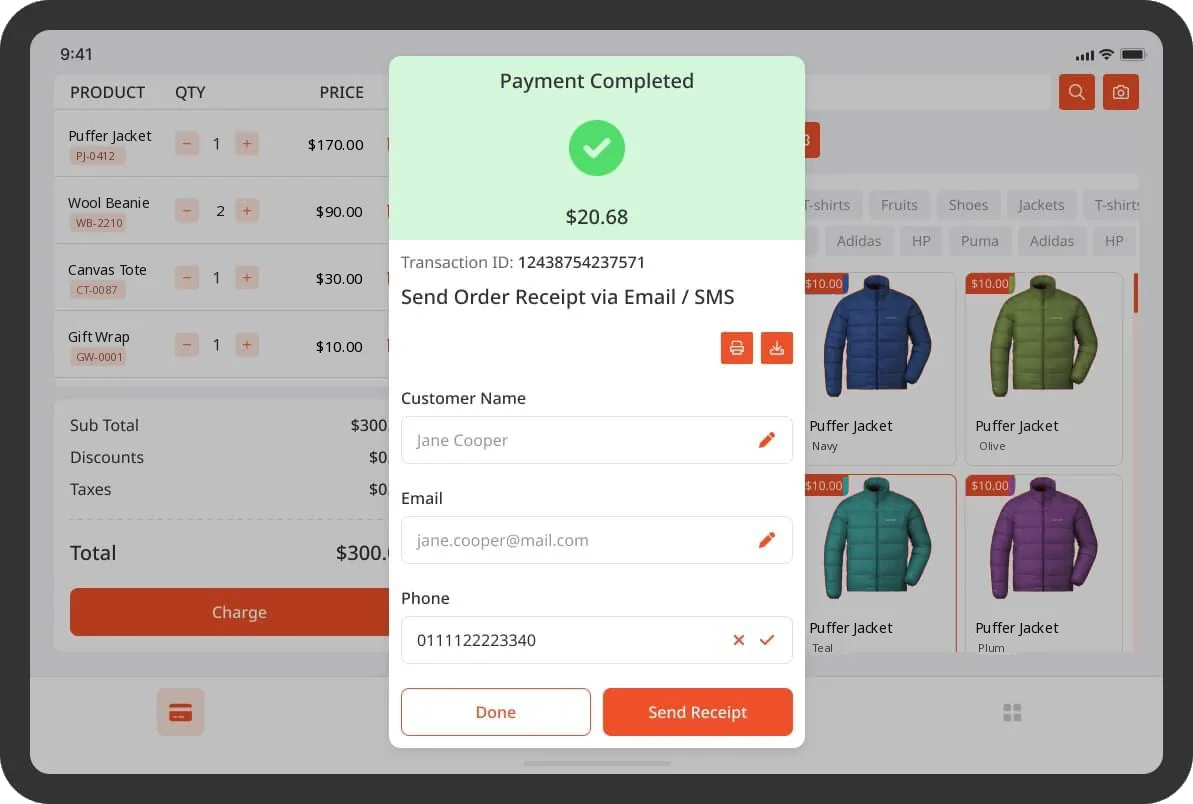 9:41
PRODUCT QTY PRICE
Puffer Jacket
PJ-0412
− 1 + $170.00
Wool Beanie
WB-2210
− 2 + $90.00
Canvas Tote
CT-0087
− 1 + $30.00
Gift Wrap
GW-0001
− 1 + $10.00
Sub Total $300.
Discounts $0.
Taxes $0.
Total $300.
Charge
Payment Completed
$20.68
Transaction ID: 12438754237571
Send Order Receipt via Email / SMS
Customer Name
Jane Cooper
Email
jane.cooper@mail.com
Phone
0111122223340
Done
Send Receipt
T-shirts Fruits Shoes Jackets T-shirts
Adidas HP Puma Adidas HP
$10.00
Puffer Jacket
Navy
$10.00
Puffer Jacket
Olive
$10.00
Puffer Jacket
Teal
$10.00
Puffer Jacket
Plum